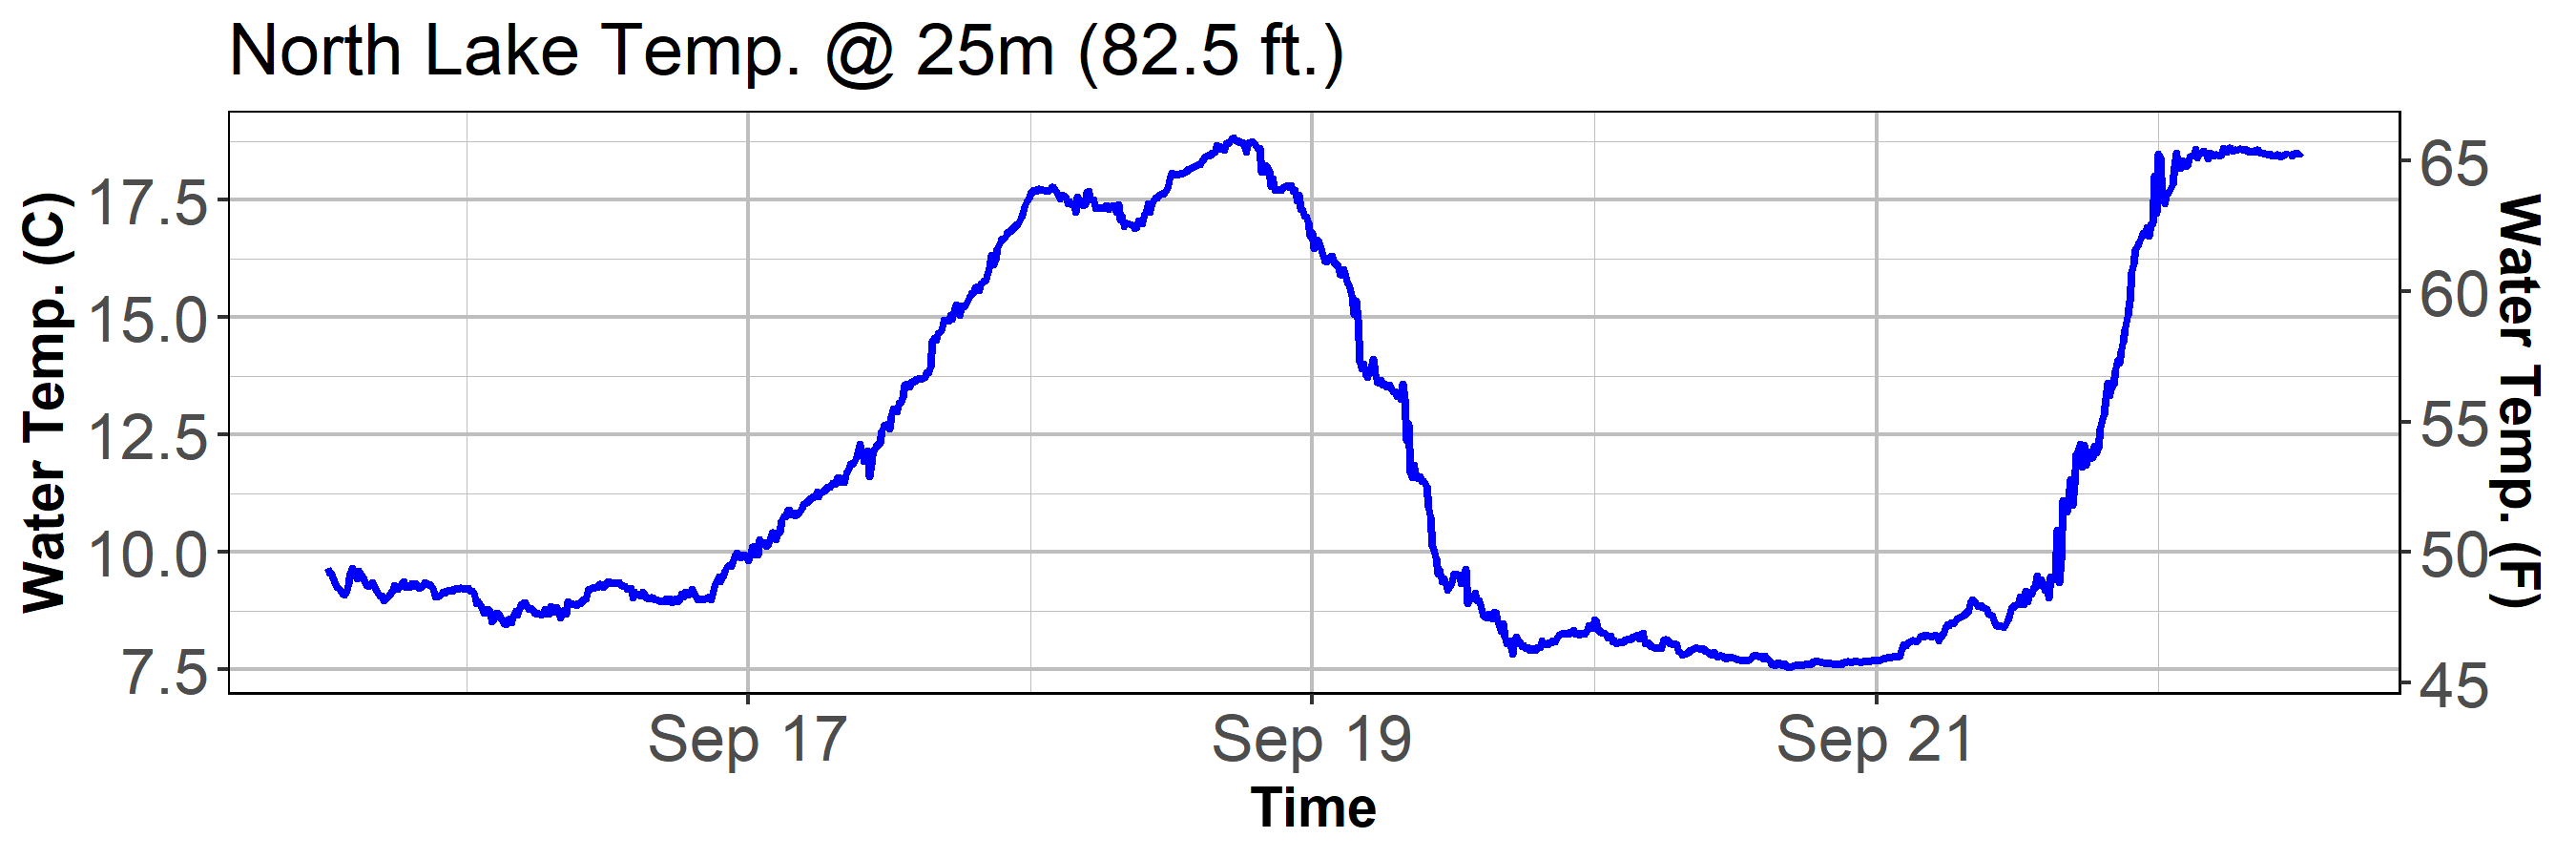 North Lake Temp. @ 25m (82.5 ft.)
Water Temp. (C)
17.5
15.0
12.5
10.0
7.5
65
60
55
50
45
Water Temp. (F)
Sep 17 Sep 19 Sep 21
Time